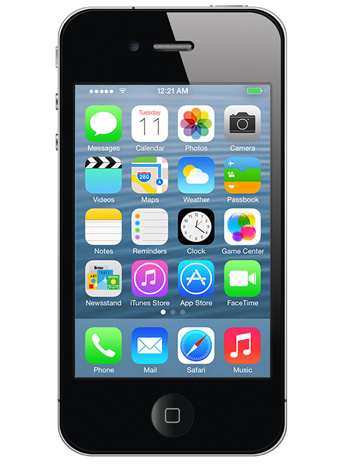 12:21 AM
Tuesday
11
Messages Calendar Photos Camera
280
Videos Maps Weather Passbook
Notes Reminders Clock Game Center
Newsstand iTunes Store App Store FaceTime
Phone Mail Safari Music